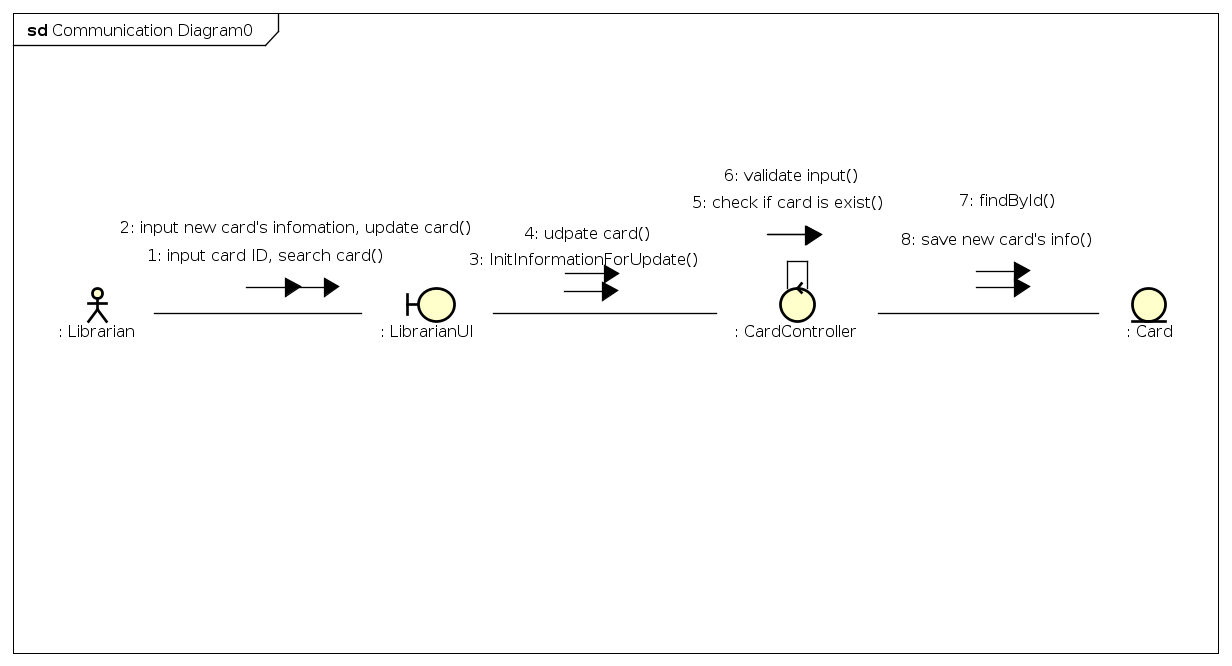 sd Communication Diagram0
6: validate input()
5: check if card is exist()
7: findById()
2: input new card's infomation, update card()
4: udpate card()
8: save new card's info()
1: input card ID, search card()
3: InitInformationForUpdate()
: Librarian
: LibrarianUI
: CardController
: Card